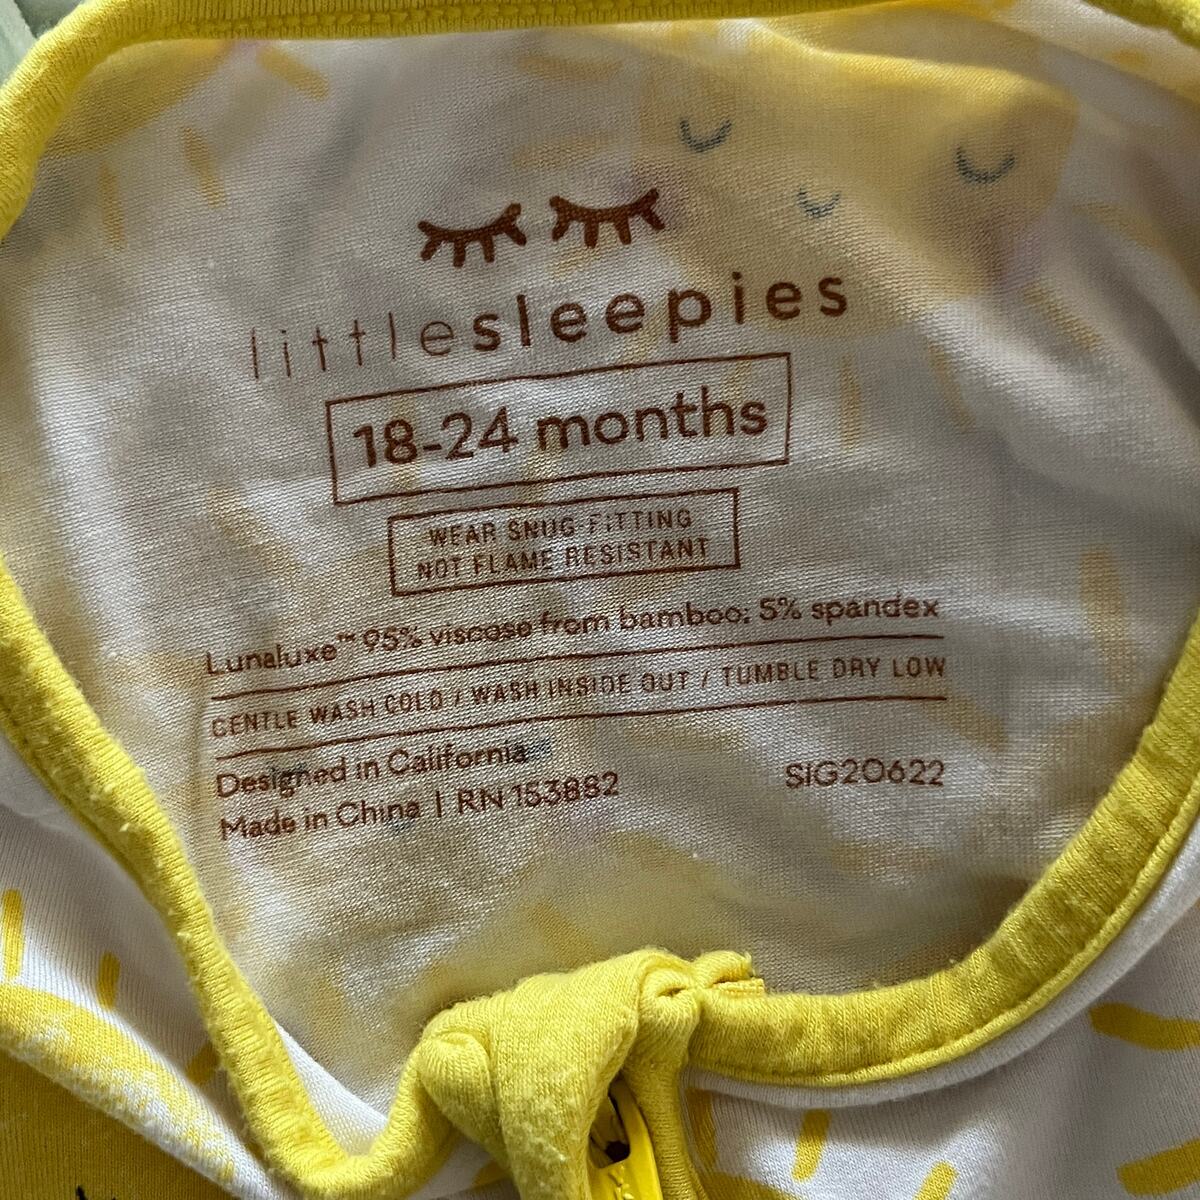 littlesleepies
18-24 months
WEAR SNUG-FITTING
NOT FLAME RESISTANT
Lunaluxe™ 95% viscose from bamboo; 5% spandex
GENTLE WASH COLD / WASH INSIDE OUT / TUMBLE DRY LOW
Designed in California
Made in China | RN 153882
SIG20622